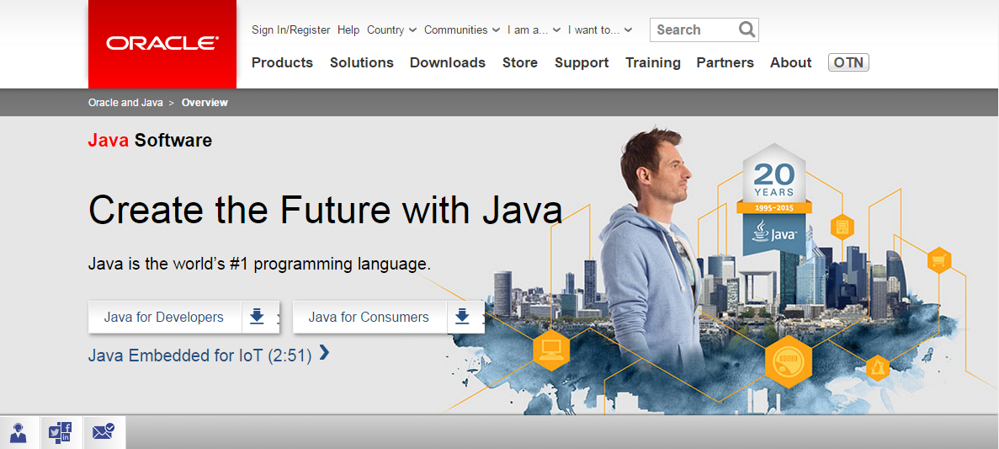 ORACLE
Sign In/Register Help Country Communities I am a... I want to... Search
Products Solutions Downloads Store Support Training Partners About OTN
Oracle and Java > Overview
Java Software
20
YEARS
1995-2015
Java
Create the Future with Java
Java is the world's #1 programming language.
Java for Developers Java for Consumers
Java Embedded for IoT (2:51)